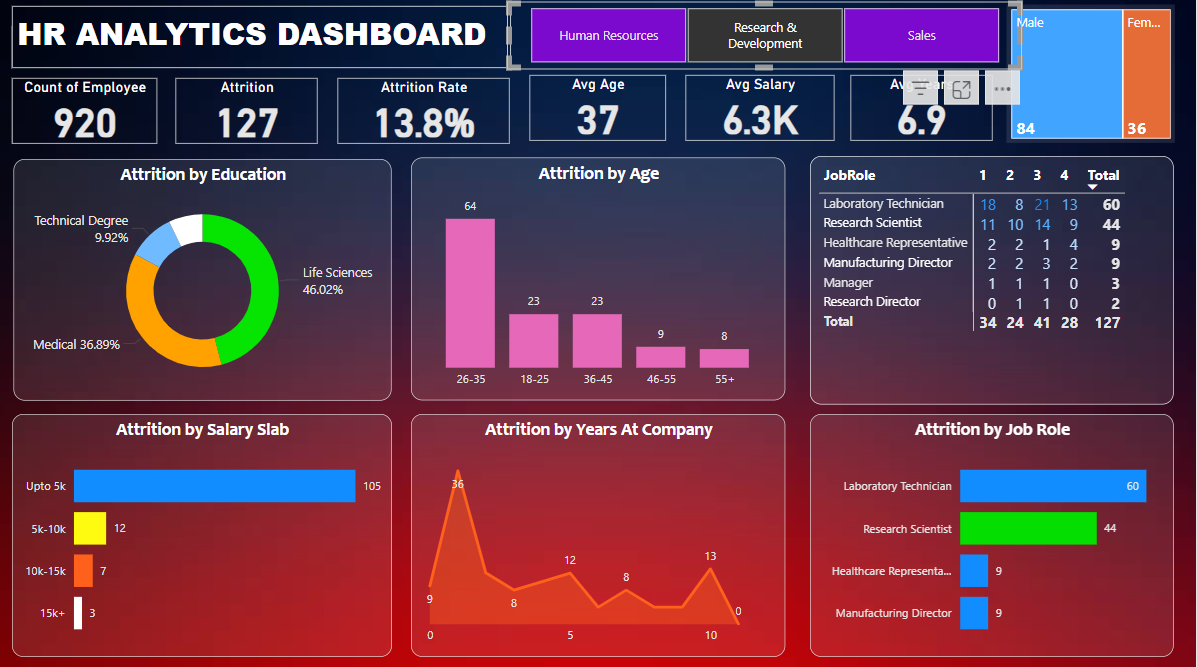 HR ANALYTICS DASHBOARD
Human Resources
Research &
Development
Sales
Male
Fem...
84
36
Count of Employee
920
Attrition
127
Attrition Rate
13.8%
Avg Age
37
Avg Salary
6.3K
6.9
Attrition by Education
Technical Degree
9.92%
Life Sciences
46.02%
Medical 36.89%
Attrition by Age
64
23
23
9
8
26-35
18-25
36-45
46-55
55+
JobRole 1 2 3 4 Total
Laboratory Technician 18 8 21 13 60
Research Scientist 11 10 14 9 44
Healthcare Representative 2 2 1 4 9
Manufacturing Director 2 2 3 2 9
Manager 1 1 1 0 3
Research Director 0 1 1 0 2
Total 34 24 41 28 127
Attrition by Salary Slab
Upto 5k 105
5k-10k 12
10k-15k 7
15k+ 3
Attrition by Years At Company
36
9
8
12
8
13
0
0
5
10
Attrition by Job Role
Laboratory Technician 60
Research Scientist 44
Healthcare Representa... 9
Manufacturing Director 9